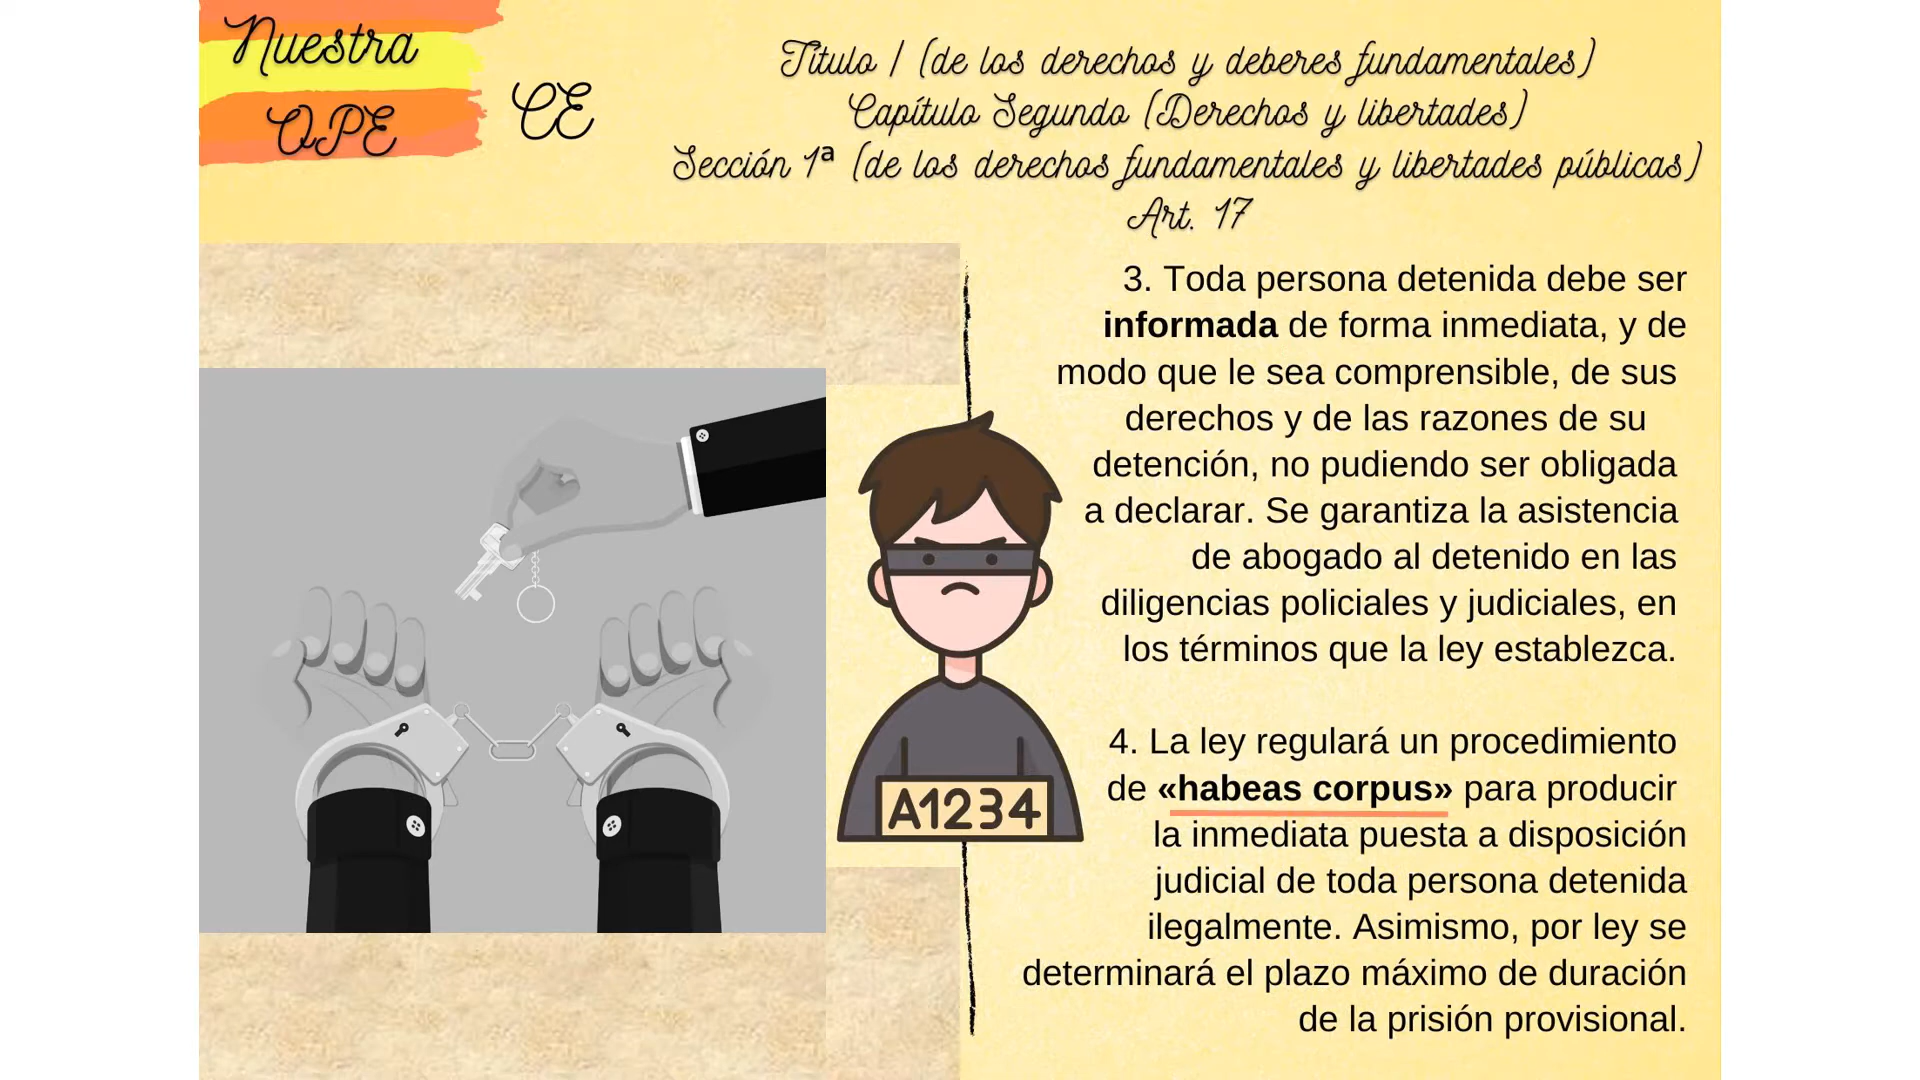 Nuestra
OPE
CE
Título I (de los derechos y deberes fundamentales)
Capítulo Segundo (Derechos y libertades)
Sección 1ª (de los derechos fundamentales y libertades públicas)
Art. 17
3. Toda persona detenida debe ser
informada de forma inmediata, y de
modo que le sea comprensible, de sus
derechos y de las razones de su
detención, no pudiendo ser obligada
a declarar. Se garantiza la asistencia
de abogado al detenido en las
diligencias policiales y judiciales, en
los términos que la ley establezca.
4. La ley regulará un procedimiento
de «habeas corpus» para producir
la inmediata puesta a disposición
judicial de toda persona detenida
ilegalmente. Asimismo, por ley se
determinará el plazo máximo de duración
de la prisión provisional.
A1234